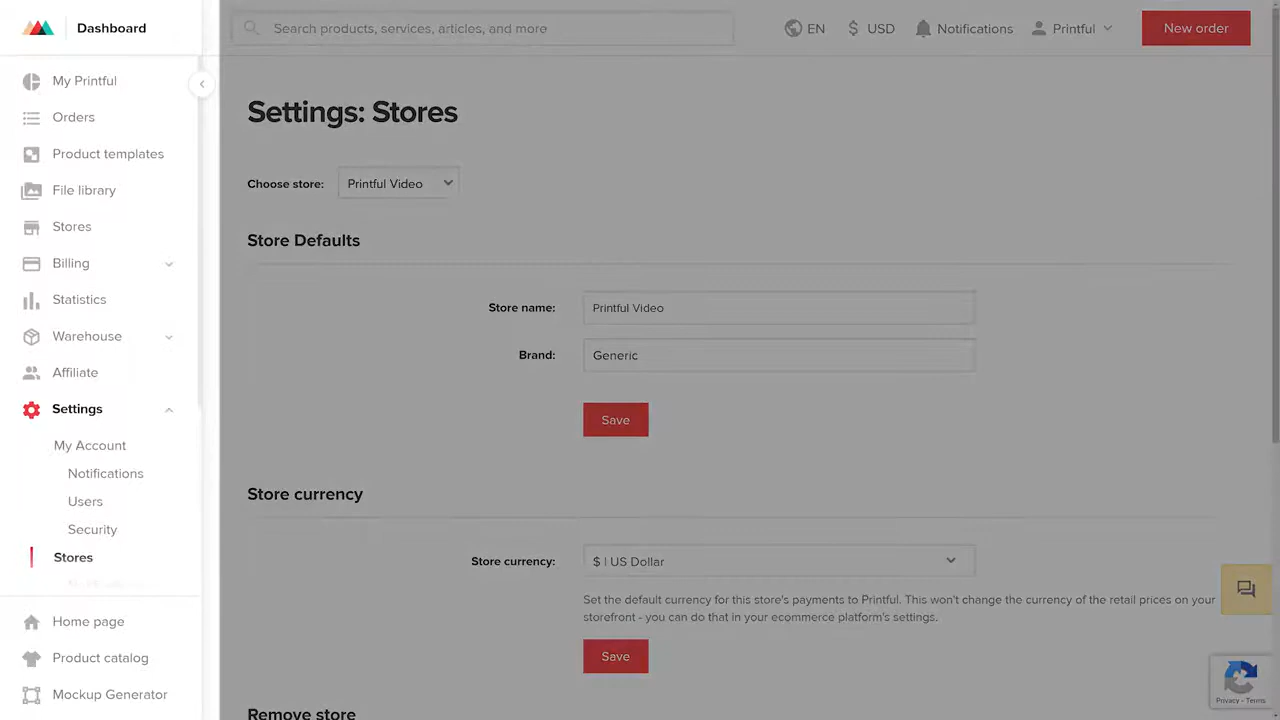 Dashboard
Search products, services, articles, and more
EN
$ USD
Notifications
Printful
New order
My Printful
Orders
Product templates
File library
Stores
Billing
Statistics
Warehouse
Affiliate
Settings
My Account
Notifications
Users
Security
Stores
Home page
Product catalog
Mockup Generator
Settings: Stores
Choose store:
Printful Video
Store Defaults
Store name:
Printful Video
Brand:
Generic
Save
Store currency
Store currency:
$ | US Dollar
Set the default currency for this store's payments to Printful. This won't change the currency of the retail prices on your
storefront - you can do that in your ecommerce platform's settings.
Save
Remove store
Privacy - Terms